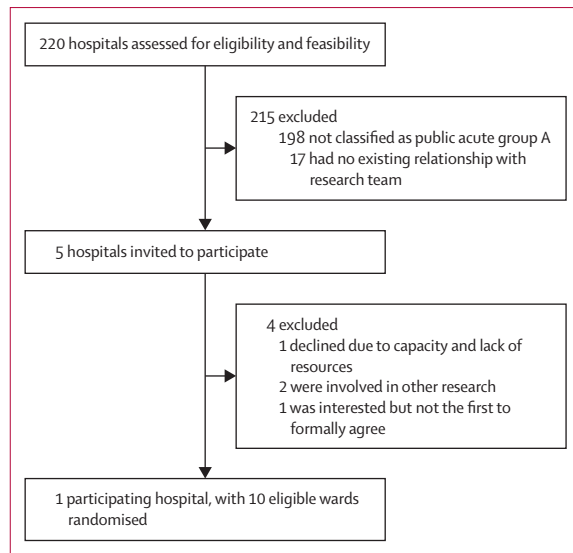 220 hospitals assessed for eligibility and feasibility
215 excluded
198 not classified as public acute group A
17 had no existing relationship with
research team
5 hospitals invited to participate
4 excluded
1 declined due to capacity and lack of
resources
2 were involved in other research
1 was interested but not the first to
formally agree
1 participating hospital, with 10 eligible wards
randomised